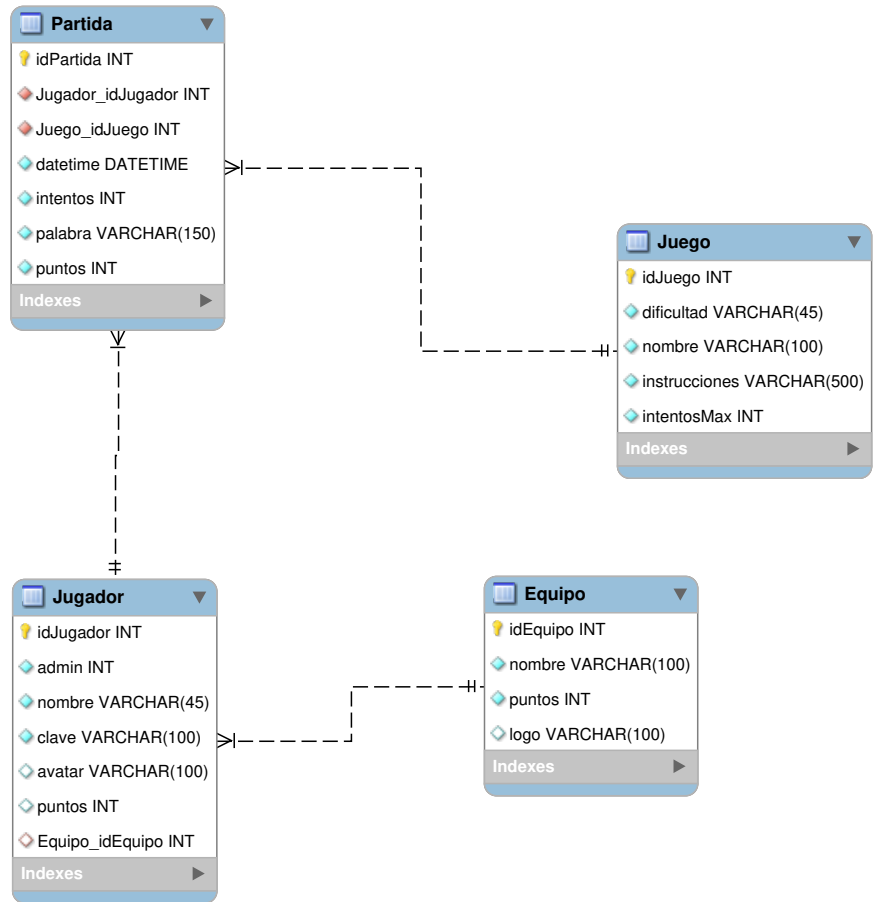 Partida
idPartida INT
Jugador_idJugador INT
Juego_idJuego INT
datetime DATETIME
intentos INT
palabra VARCHAR(150)
puntos INT
Indexes
Juego
idJuego INT
dificultad VARCHAR(45)
nombre VARCHAR(100)
instrucciones VARCHAR(500)
intentosMax INT
Indexes
Jugador
idJugador INT
admin INT
nombre VARCHAR(45)
clave VARCHAR(100)
avatar VARCHAR(100)
puntos INT
Equipo_idEquipo INT
Indexes
Equipo
idEquipo INT
nombre VARCHAR(100)
puntos INT
logo VARCHAR(100)
Indexes